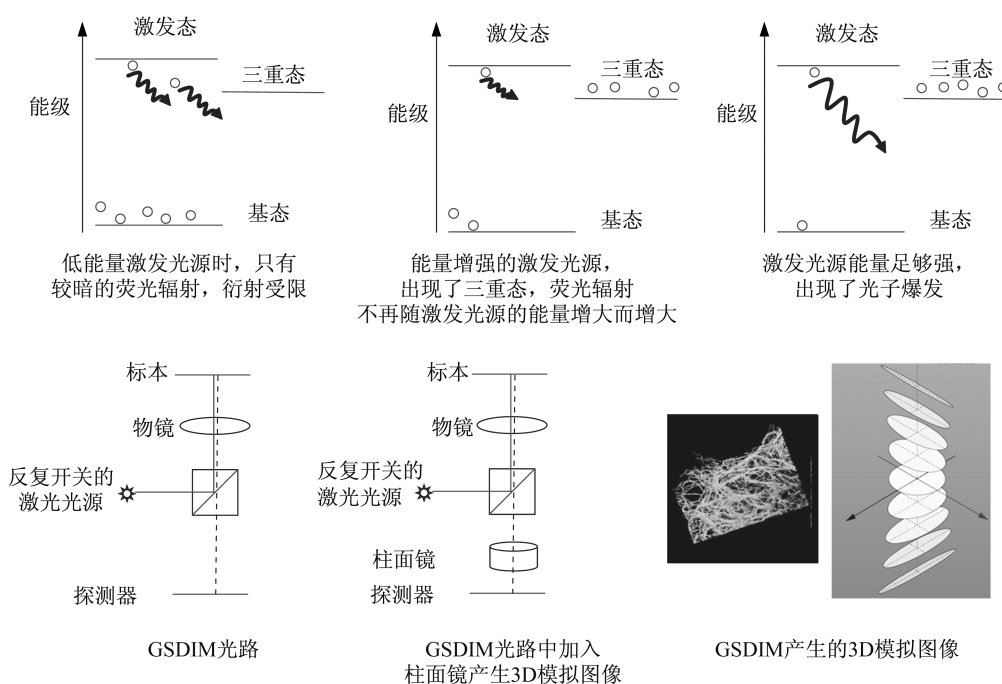 激发态
三重态
能级
基态
低能量激发光源时，只有
较暗的荧光辐射，衍射受限
激发态
三重态
能级
基态
能量增强的激发光源，
出现了三重态，荧光辐射
不再随激发光源的能量增大而增大
激发态
三重态
能级
基态
激发光源能量足够强，
出现了光子爆发
标本
物镜
反复开关的
激光光源
探测器
GSDIM光路
标本
物镜
反复开关的
激光光源
柱面镜
探测器
GSDIM光路中加入
柱面镜产生3D模拟图像
GSDIM产生的3D模拟图像